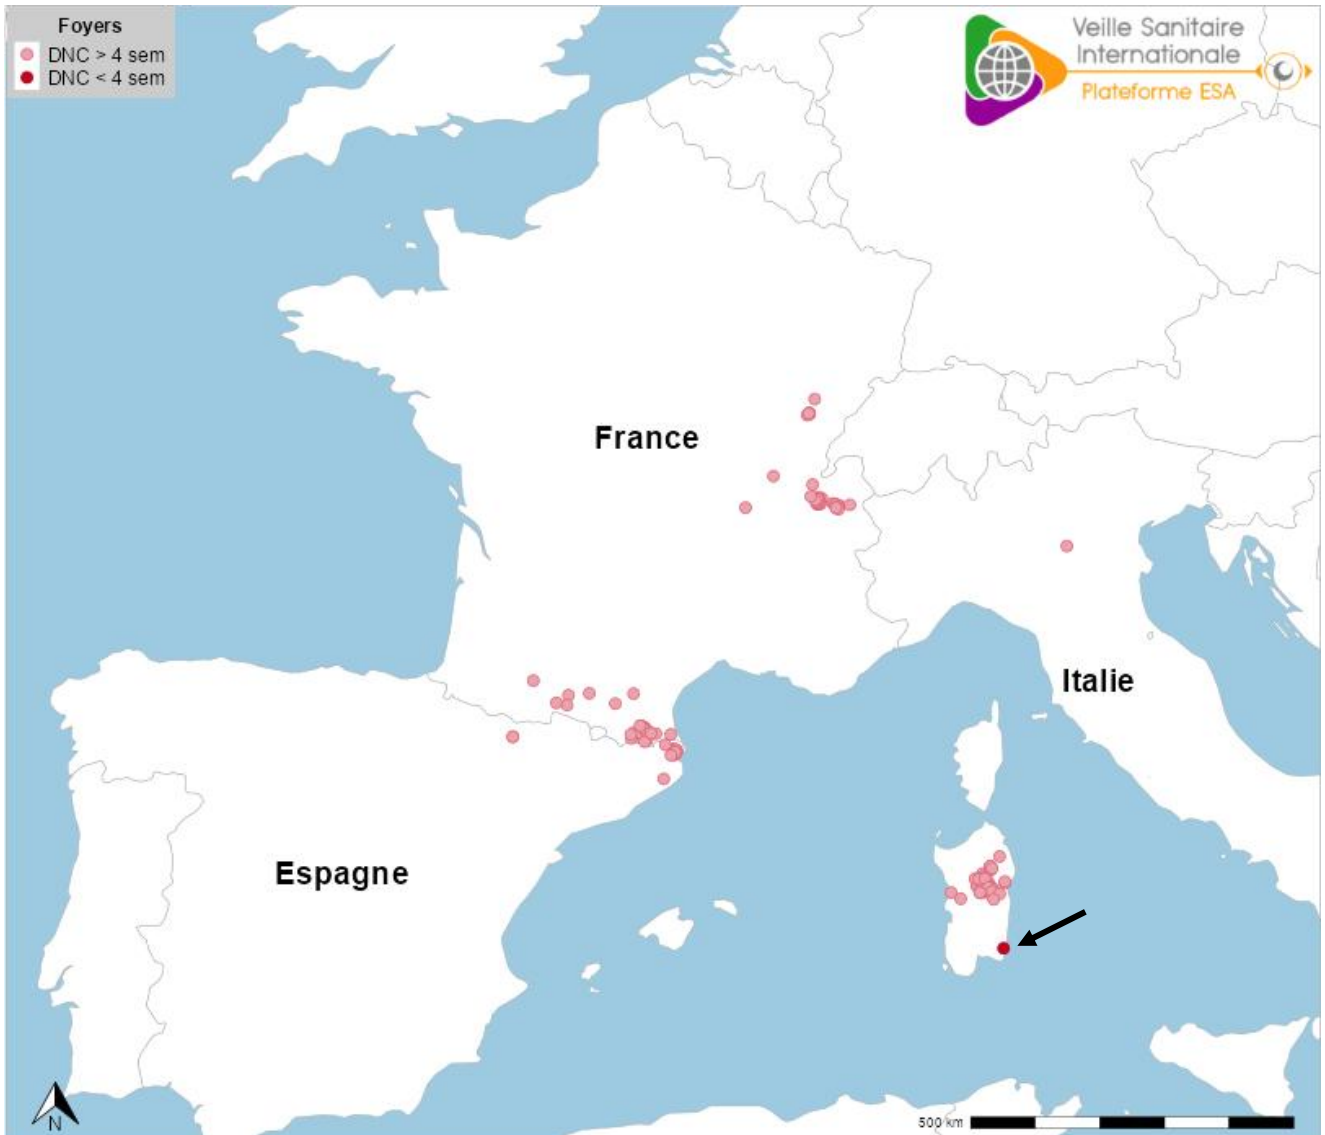 Foyers
DNC > 4 sem
DNC < 4 sem
Veille Sanitaire
Internationale
Plateforme ESA
France
Italie
Espagne
N
500 km